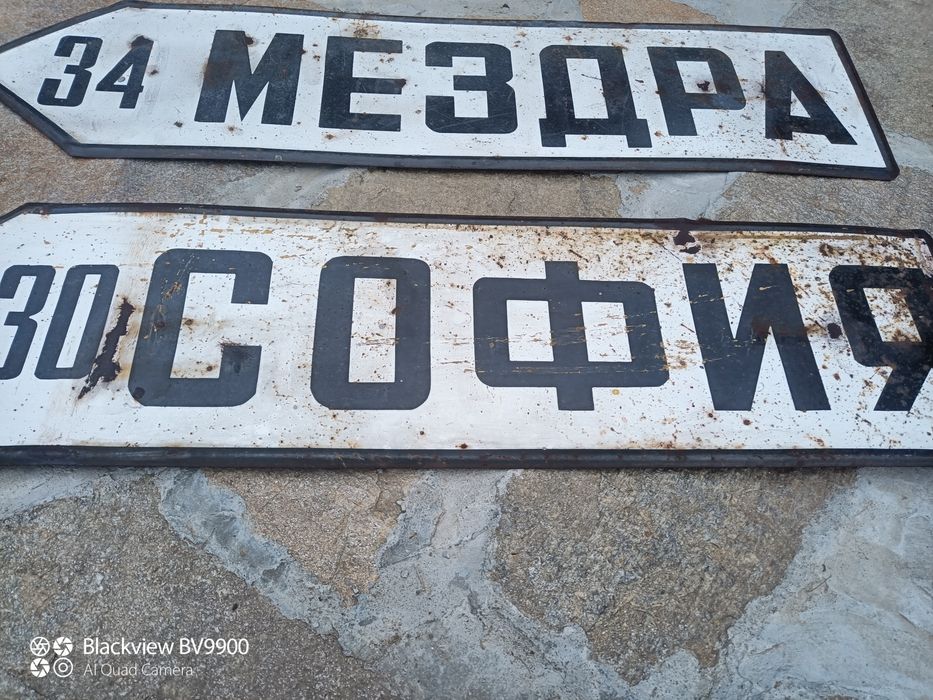 34 МЕЗДРА
30 СОФИЯ
Blackview BV9900
AI Quad Camera